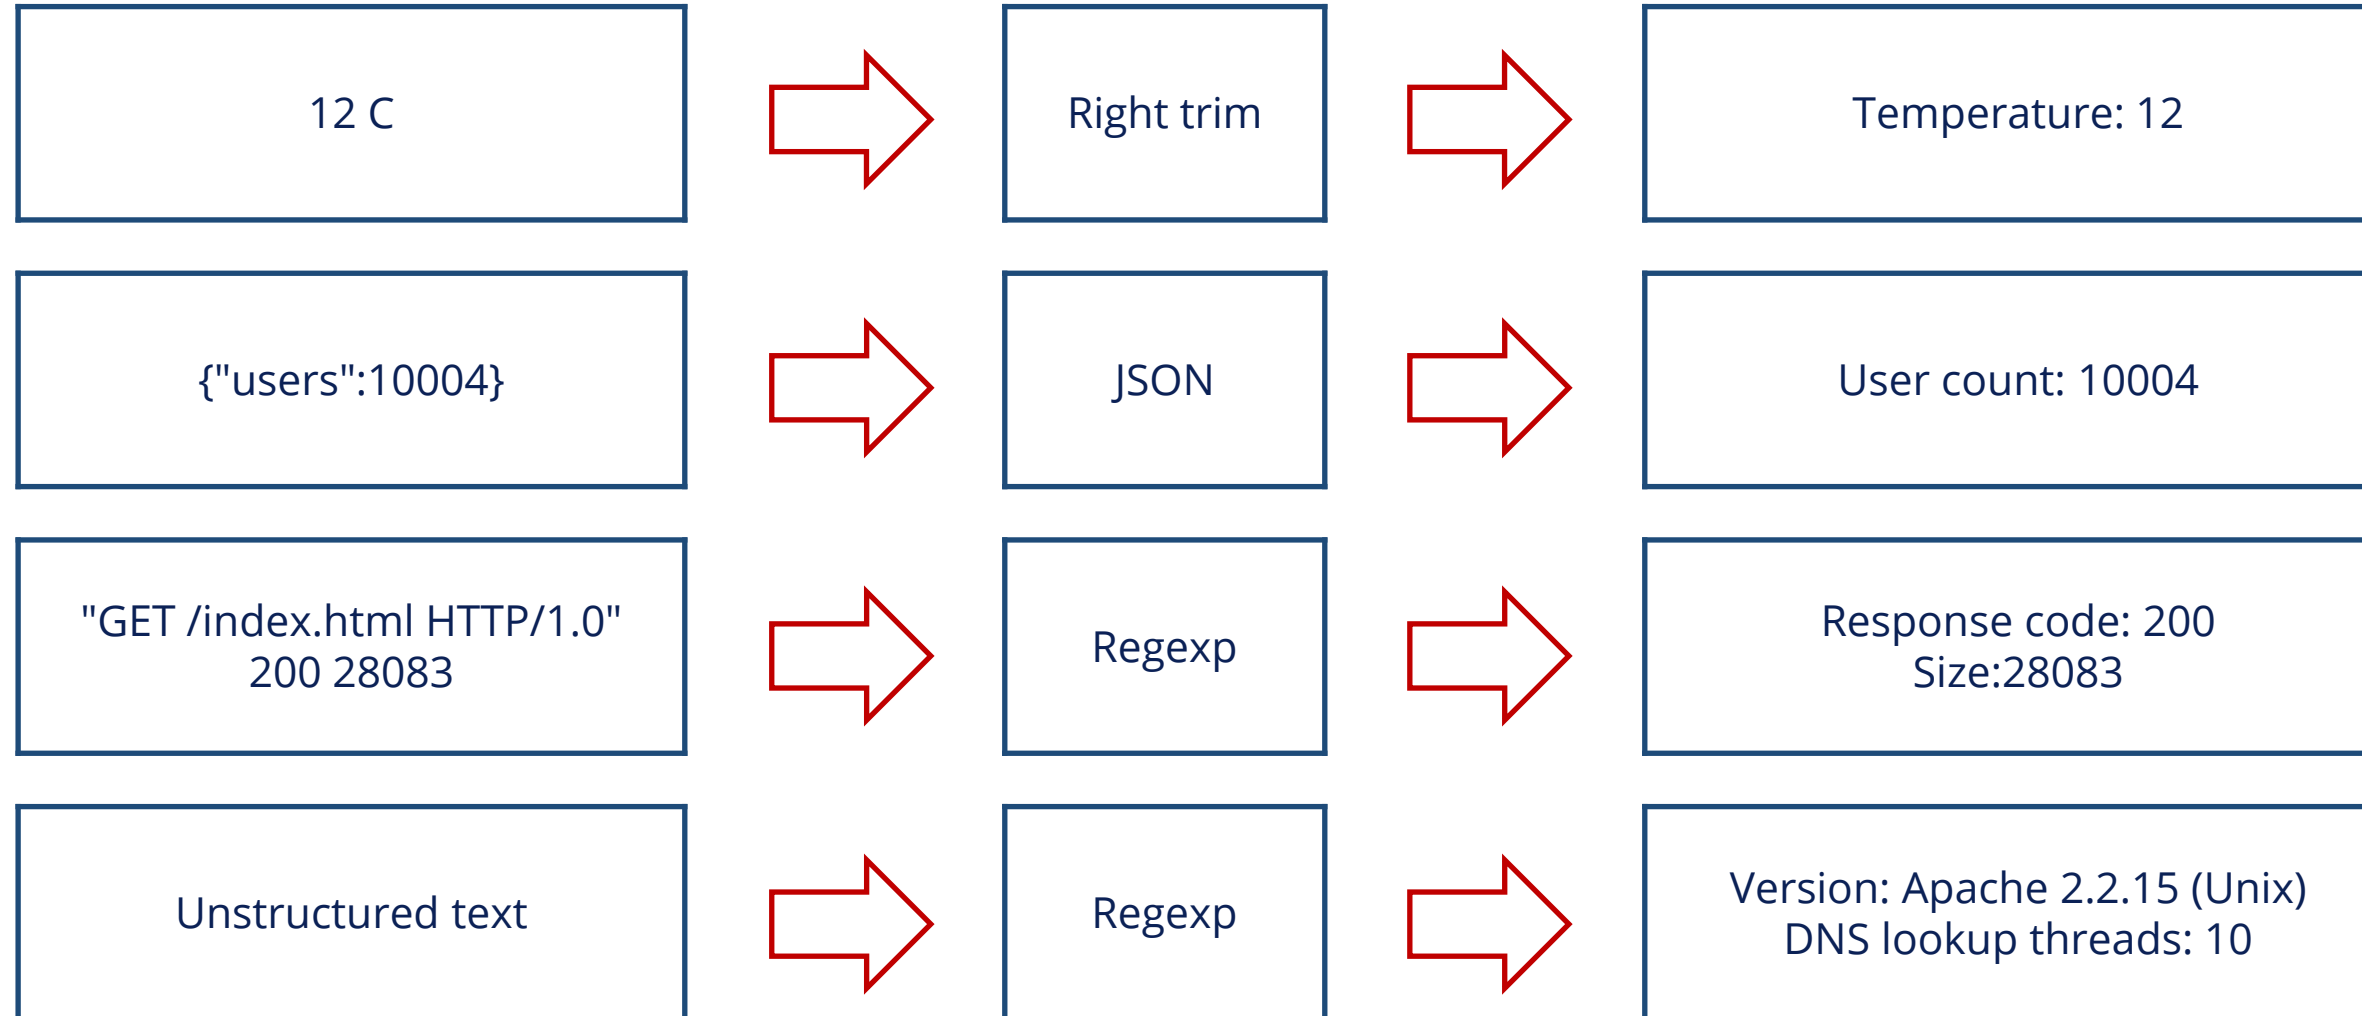 12 C
Right trim
Temperature: 12
{"users":10004}
JSON
User count: 10004
"GET /index.html HTTP/1.0"
200 28083
Regexp
Response code: 200
Size:28083
Unstructured text
Regexp
Version: Apache 2.2.15 (Unix)
DNS lookup threads: 10